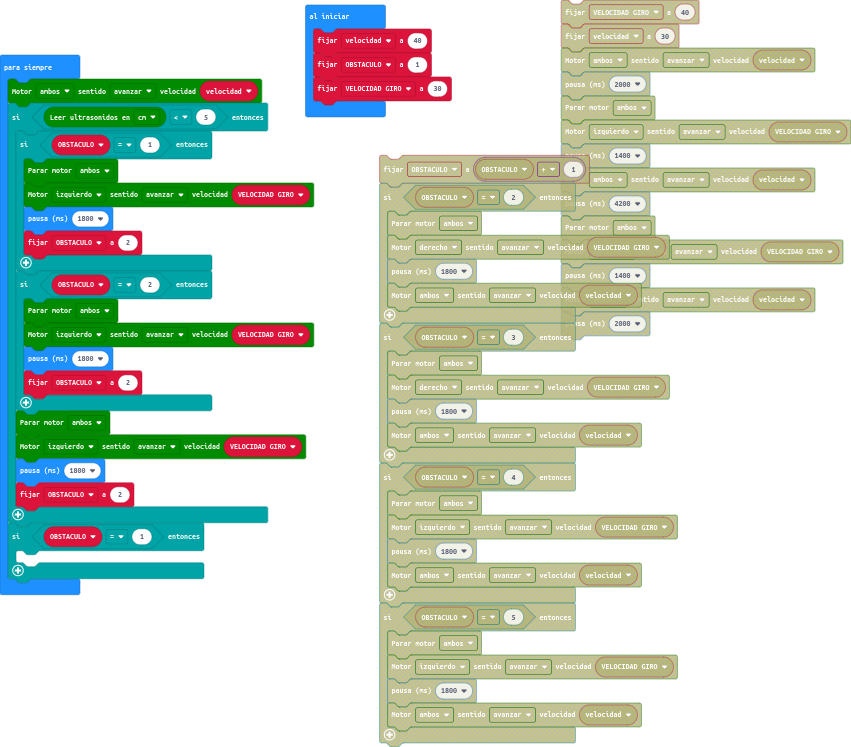 para siempre
Motor ambos sentido avanzar velocidad velocidad
si Leer ultrasonidos en cm < 5 entonces
si OBSTACULO = 1 entonces
Parar motor ambos
Motor izquierdo sentido avanzar velocidad VELOCIDAD GIRO
pausa (ms) 1800
fijar OBSTACULO a 2
si OBSTACULO = 2 entonces
Parar motor ambos
Motor izquierdo sentido avanzar velocidad VELOCIDAD GIRO
pausa (ms) 1800
fijar OBSTACULO a 2
Parar motor ambos
Motor izquierdo sentido avanzar velocidad VELOCIDAD GIRO
pausa (ms) 1800
fijar OBSTACULO a 2
si OBSTACULO = 1 entonces
al iniciar
fijar velocidad a 40
fijar OBSTACULO a 1
fijar VELOCIDAD GIRO a 30
fijar OBSTACULO a OBSTACULO + 1
si OBSTACULO = 2 entonces
Parar motor ambos
Motor derecho sentido avanzar velocidad VELOCIDAD GIRO
pausa (ms) 1800
Motor ambos sentido avanzar velocidad velocidad
si OBSTACULO = 3 entonces
Parar motor ambos
Motor derecho sentido avanzar velocidad VELOCIDAD GIRO
pausa (ms) 1800
Motor ambos sentido avanzar velocidad velocidad
si OBSTACULO = 4 entonces
Parar motor ambos
Motor izquierdo sentido avanzar velocidad VELOCIDAD GIRO
pausa (ms) 1800
Motor ambos sentido avanzar velocidad velocidad
si OBSTACULO = 5 entonces
Parar motor ambos
Motor izquierdo sentido avanzar velocidad VELOCIDAD GIRO
pausa (ms) 1800
Motor ambos sentido avanzar velocidad velocidad
fijar VELOCIDAD GIRO a 40
fijar velocidad a 30
Motor ambos sentido avanzar velocidad velocidad
pausa (ms) 2000
Parar motor ambos
Motor izquierdo sentido avanzar velocidad VELOCIDAD GIRO
(ms) 1400
ambos sentido avanzar velocidad velocidad
(ms) 4200
Parar motor ambos
avanzar velocidad VELOCIDAD GIRO
pausa (ms) 1400
avanzar velocidad velocidad
(ms) 2000